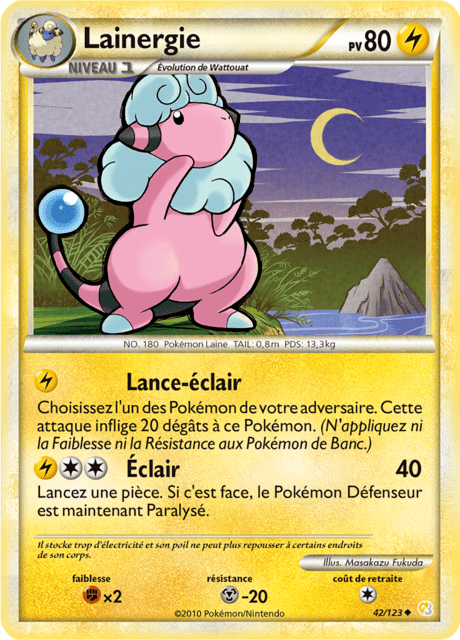 Lainergie
PV 80
NIVEAU 1
Évolution de Wattouat
NO. 180 Pokémon Laine TAIL: 0,8m PDS: 13,3kg
Lance-éclair
Choisissez l'un des Pokémon de votre adversaire. Cette
attaque inflige 20 dégâts à ce Pokémon. (N'appliquez ni
la Faiblesse ni la Résistance aux Pokémon de Banc.)
Éclair 40
Lancez une pièce. Si c'est face, le Pokémon Défenseur
est maintenant Paralysé.
Il stocke trop d'électricité et son poil ne peut plus repousser à certains endroits
de son corps.
Illus. Masakazu Fukuda
faiblesse résistance coût de retraite
×2 -20
©2010 Pokémon/Nintendo 42/123